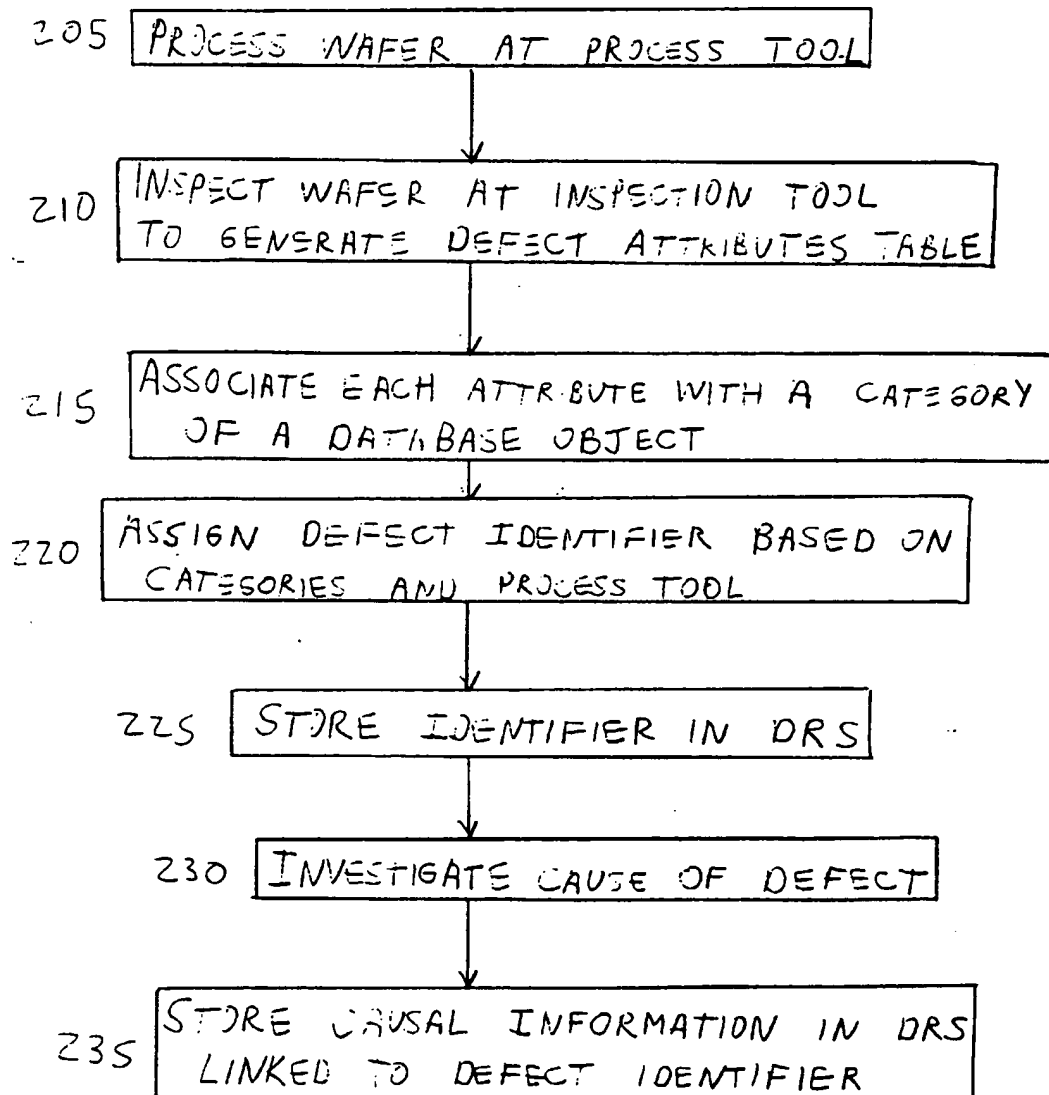 205 PROCESS WAFER AT PROCESS TOOL
210 INSPECT WAFER AT INSPECTION TOOL
TO GENERATE DEFECT ATTRIBUTES TABLE
215 ASSOCIATE EACH ATTRIBUTE WITH A CATEGORY
OF A DATABASE OBJECT
220 ASSIGN DEFECT IDENTIFIER BASED ON
CATEGORIES AND PROCESS TOOL
225 STORE IDENTIFIER IN DRS
230 INVESTIGATE CAUSE OF DEFECT
235 STORE CAUSAL INFORMATION IN DRS
LINKED TO DEFECT IDENTIFIER